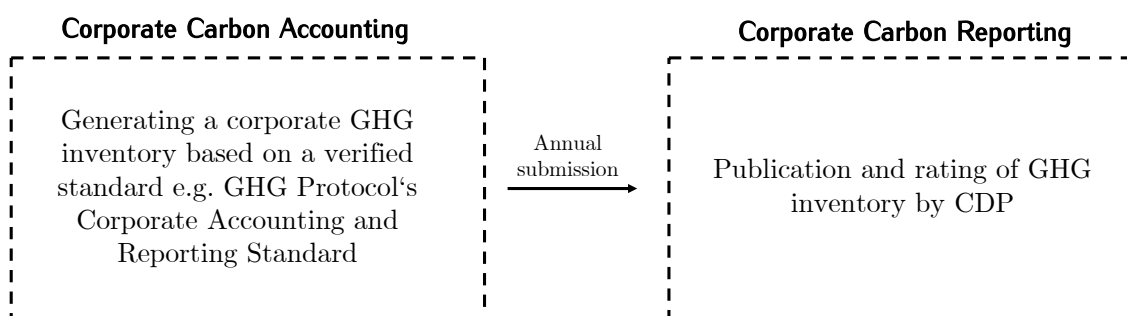 Corporate Carbon Accounting
Generating a corporate GHG
inventory based on a verified
standard e.g. GHG Protocol‘s
Corporate Accounting and
Reporting Standard
Annual
submission
Corporate Carbon Reporting
Publication and rating of GHG
inventory by CDP